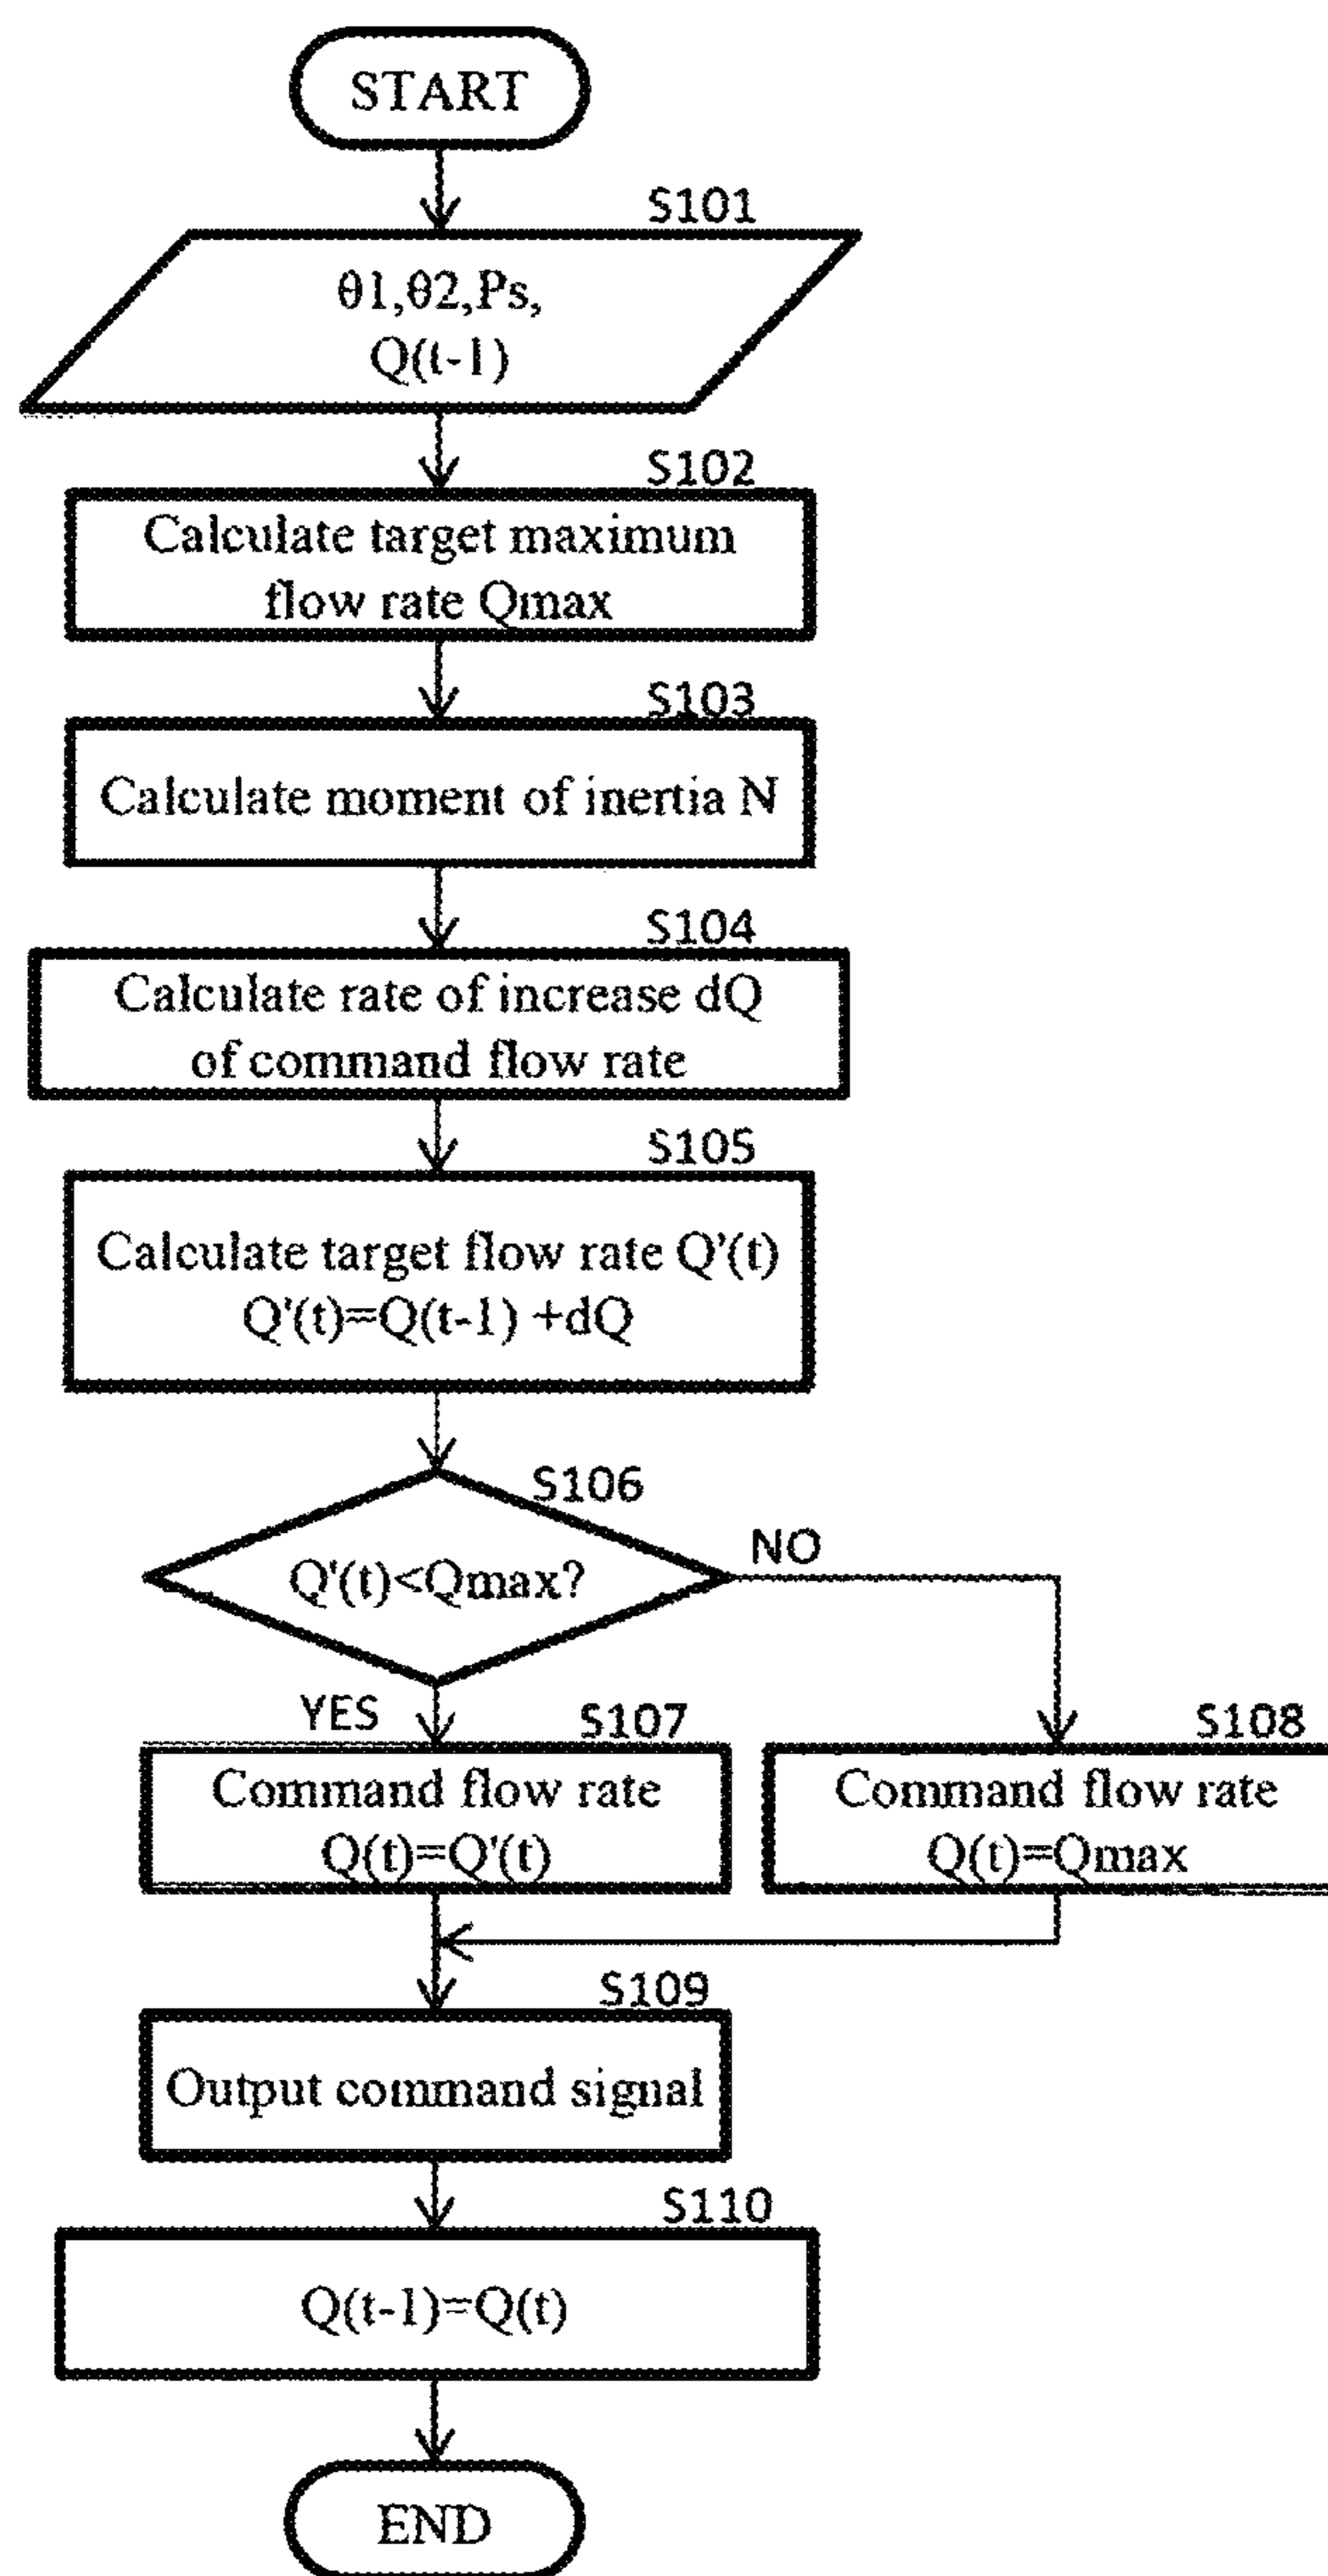 START
S101
θ1,θ2,Ps,
Q(t-1)
S102
Calculate target maximum
flow rate Qmax
S103
Calculate moment of inertia N
S104
Calculate rate of increase dQ
of command flow rate
S105
Calculate target flow rate Q'(t)
Q'(t)=Q(t-1) +dQ
S106
Q'(t)<Qmax?
NO
YES
S107
Command flow rate
Q(t)=Q'(t)
S108
Command flow rate
Q(t)=Qmax
S109
Output command signal
S110
Q(t-1)=Q(t)
END